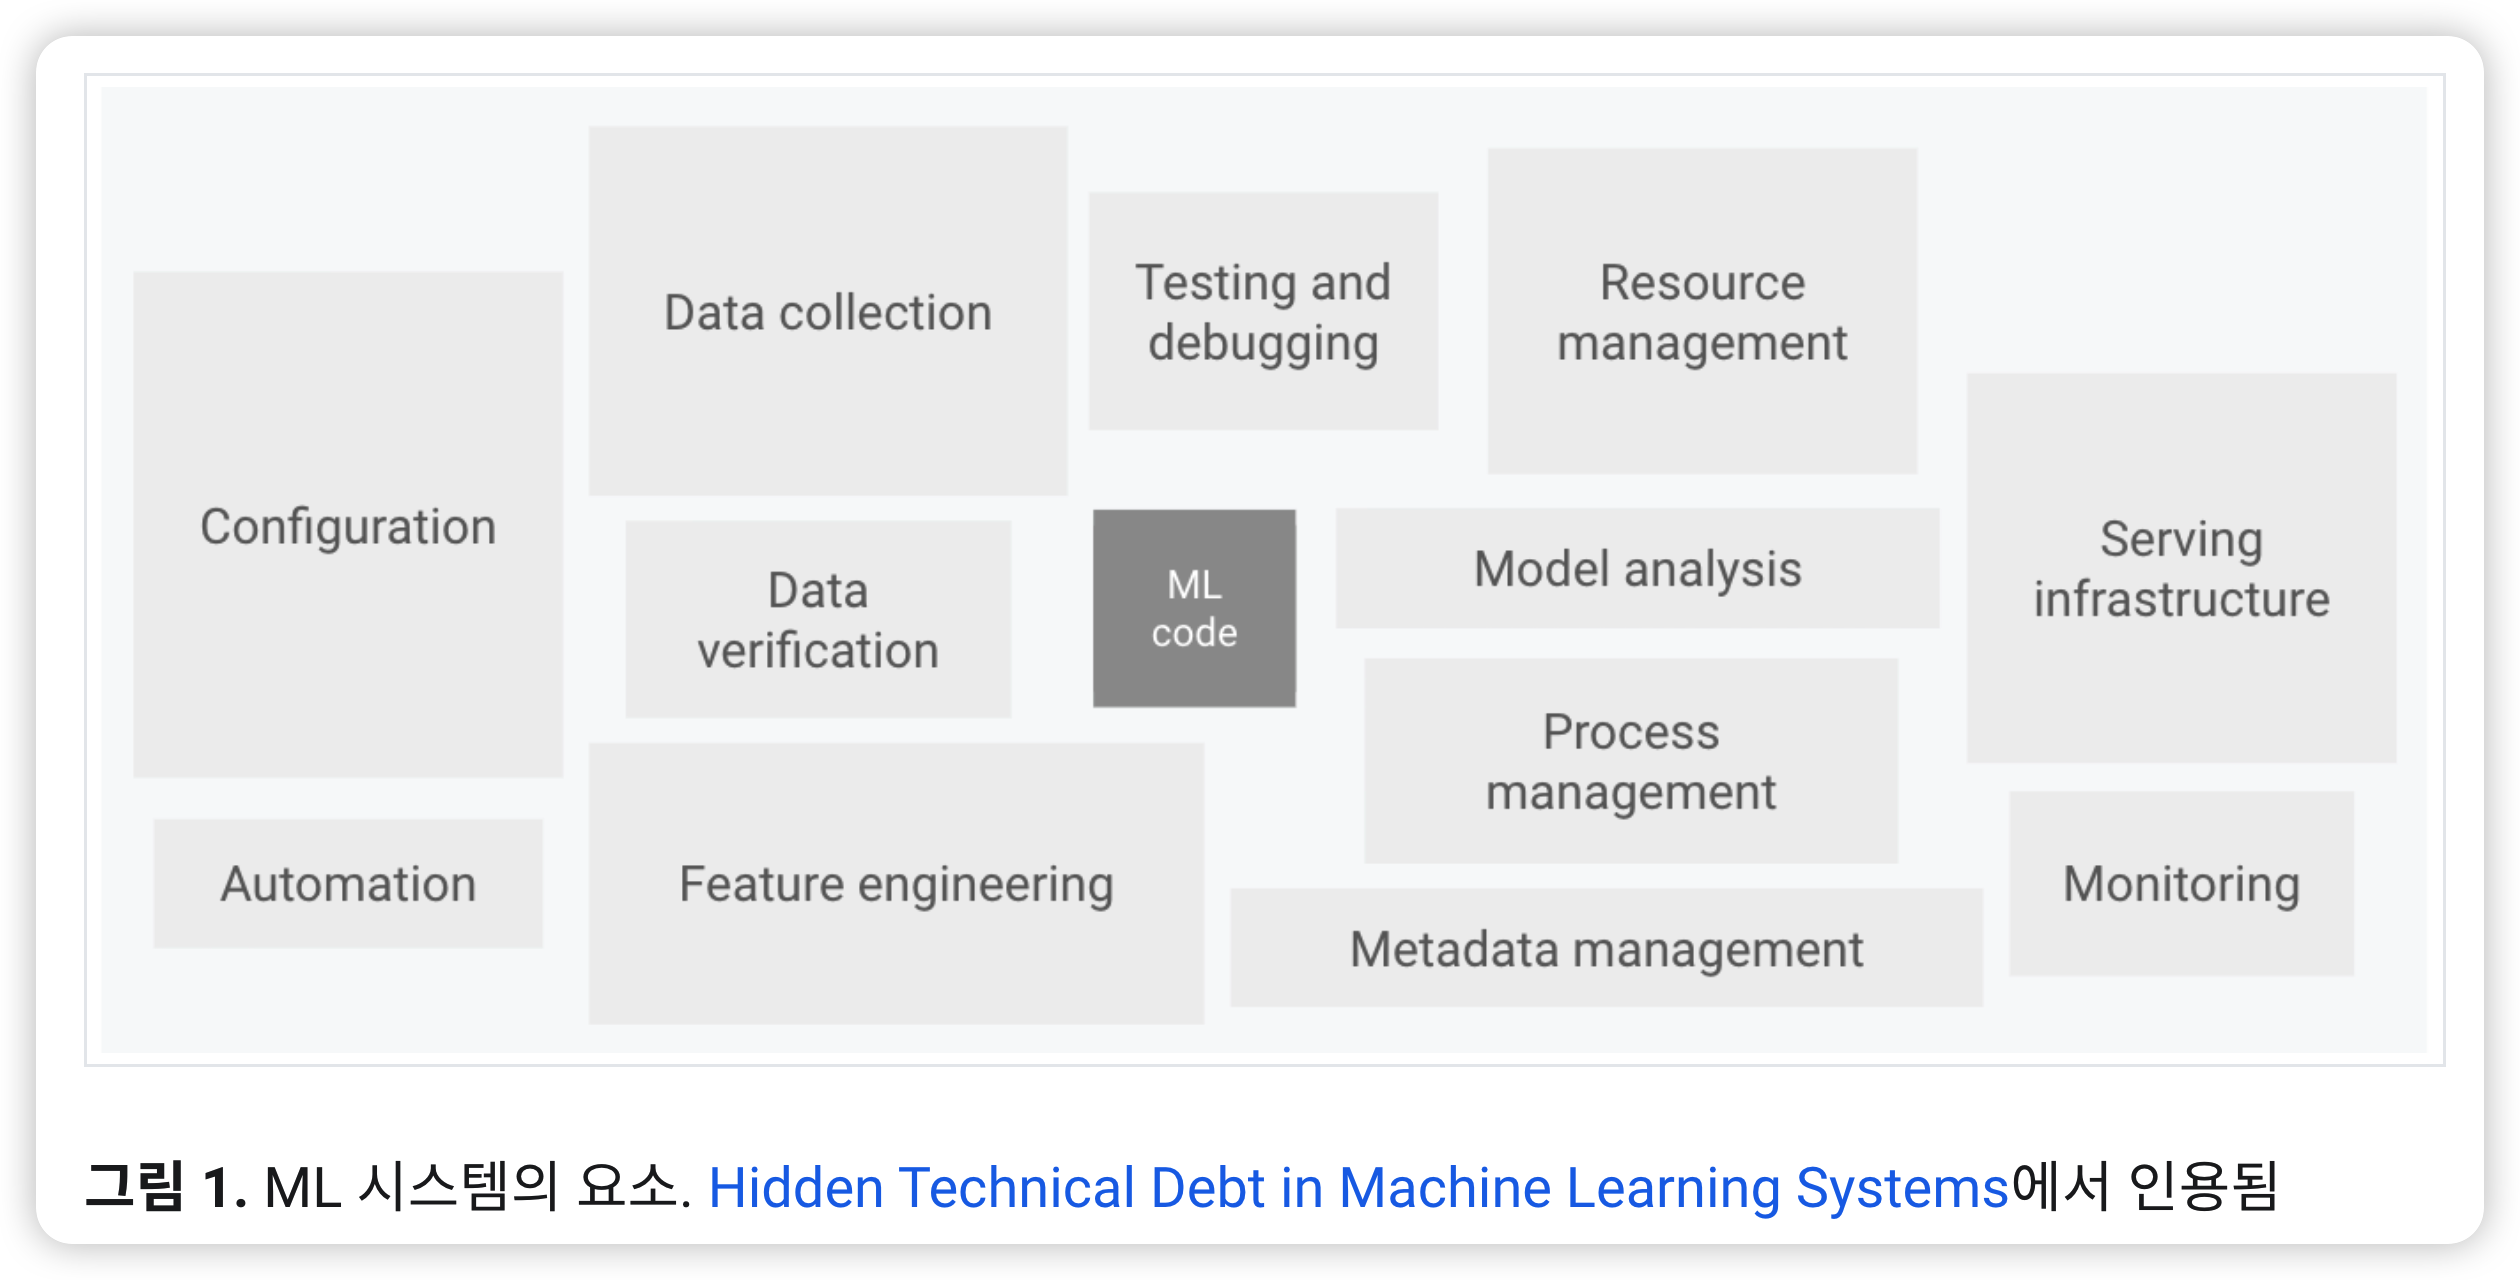 Data collection
Testing and
debugging
Resource
management
Configuration
Data
verification
ML
code
Model analysis
Serving
infrastructure
Process
management
Automation
Feature engineering
Metadata management
Monitoring
그림 1. ML 시스템의 요소. Hidden Technical Debt in Machine Learning Systems에서 인용됨